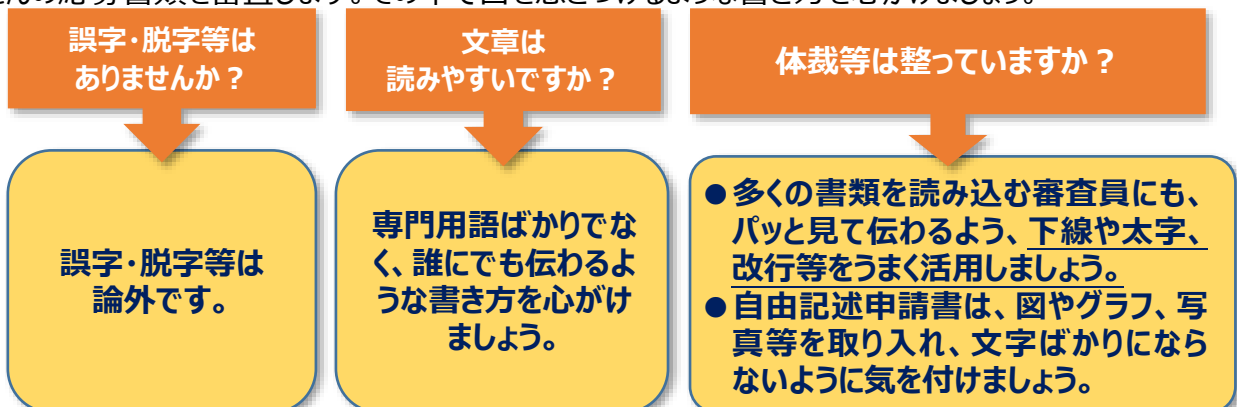 誤字・脱字等は
ありませんか？
誤字・脱字等は
論外です。
文章は
読みやすいですか？
専門用語ばかりでな
く、誰にでも伝わるよ
うな書き方を心がけ
ましょう。
体裁等は整っていますか？
●多くの書類を読み込む審査員にも、
パッと見て伝わるよう、下線や太字、
改行等をうまく活用しましょう。
●自由記述申請書は、図やグラフ、写
真等を取り入れ、文字ばかりになら
ないように気を付けましょう。